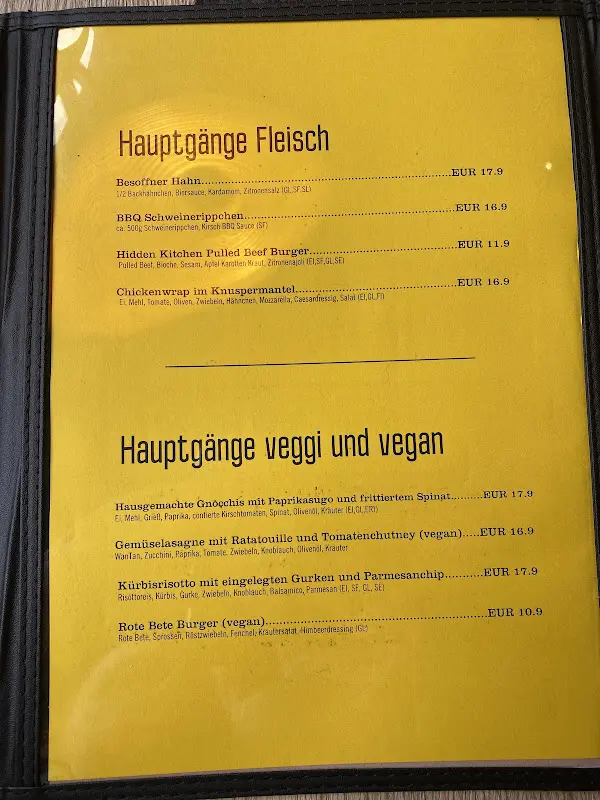 Hauptgänge Fleisch
Besoffner Hahn..................................................EUR 17.9
1/2 Backhähnchen, Biersauce, Kardamom, Zitronensalz (GL,SF,SL)
BBQ Schweinerippchen..........................................EUR 16.9
ca. 500g Schweinerippchen, Kirsch BBQ Sauce (SF)
Hidden Kitchen Pulled Beef Burger..............................EUR 11.9
Pulled Beef, Bioche, Sesam, Apfel Karotten Kraut, Zitronenajoli (EI,SF,GL,SE)
Chickenwrap im Knuspermantel.................................EUR 16.9
Ei, Mehl, Tomate, Oliven, Zwiebeln, Hähnchen, Mozzarella, Caesardressig, Salat (EI,GL,FI)
Hauptgänge veggi und vegan
Hausgemachte Gnocchis mit Paprikasugo und frittiertem Spinat.........EUR 17.9
Ei, Mehl, Grieß, Paprika, confierte Kirschtomaten, Spinat, Olivenöl, Kräuter (EI,GL,ER1)
Gemüselasagne mit Ratatouille und Tomatenchutney (vegan).....EUR 16.9
WanTan, Zucchini, Paprika, Tomate, Zwiebeln, Knoblauch, Olivenöl, Kräuter
Kürbisrisotto mit eingelegten Gurken und Parmesanchip..........EUR 17.9
Risottoreis, Kürbis, Gurke, Zwiebeln, Knoblauch, Balsamico, Parmesan (EI, SF, GL, SE)
Rote Bete Burger (vegan)..................................................EUR 10.9
Rote Bete, Sprossen, Röstzwiebeln, Fenchel, Kräutersalat, Himbeerdressing (GL)